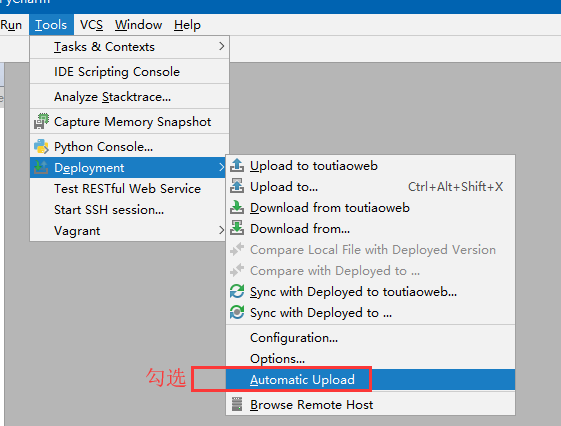 Run Tools VCS Window Help
Tasks & Contexts
IDE Scripting Console
Analyze Stacktrace...
Capture Memory Snapshot
Python Console...
Deployment
Test RESTful Web Service
Start SSH session...
Vagrant
Upload to toutiaoweb
Upload to... Ctrl+Alt+Shift+X
Download from toutiaoweb
Download from...
Compare Local File with Deployed Version
Compare with Deployed to ...
Sync with Deployed to toutiaoweb...
Sync with Deployed to ...
Configuration...
Options...
勾选 Automatic Upload
Browse Remote Host